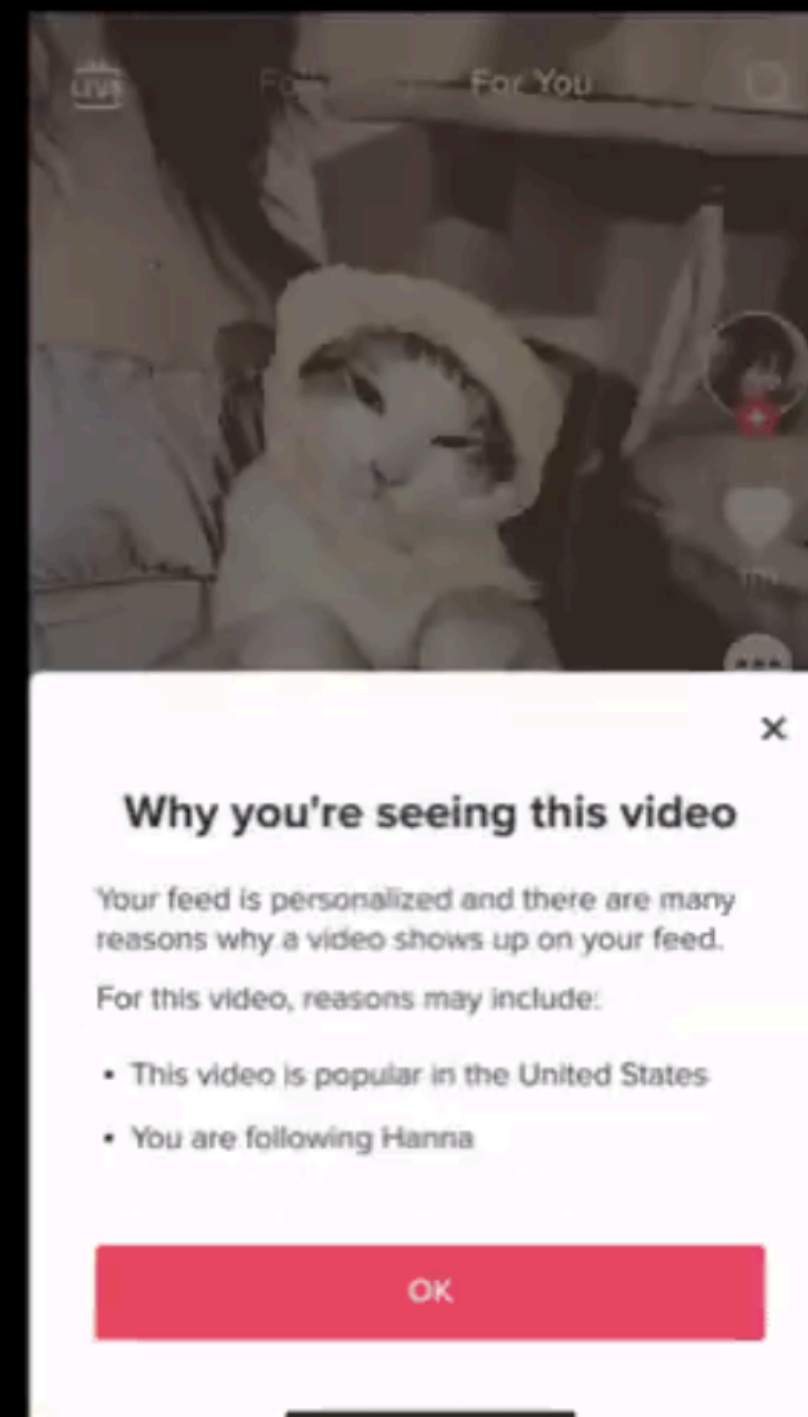 LIVE
For You
Why you're seeing this video
Your feed is personalized and there are many
reasons why a video shows up on your feed.
For this video, reasons may include:
• This video is popular in the United States
• You are following Hanna
OK